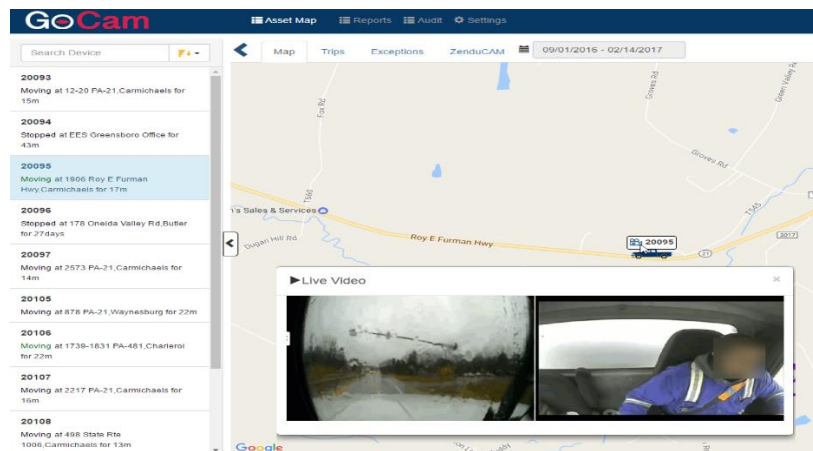 GoCam
Asset Map Reports Audit Settings
Search Device
Map Trips Exceptions ZenduCAM 09/01/2016 - 02/14/2017
20093
Moving at 12-20 PA-21,Carmichaels for
15m
20094
Stopped at EES Greensboro Office for
43m
20095
Moving at 1906 Roy E Furman
Hwy,Carmichaels for 17m
20096
Stopped at 178 Oneida Valley Rd,Butler
for 27days
20097
Moving at 2573 PA-21,Carmichaels for
14m
20105
Moving at 878 PA-21,Waynesburg for 22m
20106
Moving at 1739-1831 PA-481,Charleroi
for 22m
20107
Moving at 2217 PA-21,Carmichaels for
16m
20108
Moving at 498 State Rte
1006,Carmichaels for 13m
Fox Rd
Groves Rd
Green Valley Rd
Groves Rd
T565
T545
's Sales & Services
Dugan Hill Rd
Roy E Furman Hwy
20095
21
2017
Live Video
Google